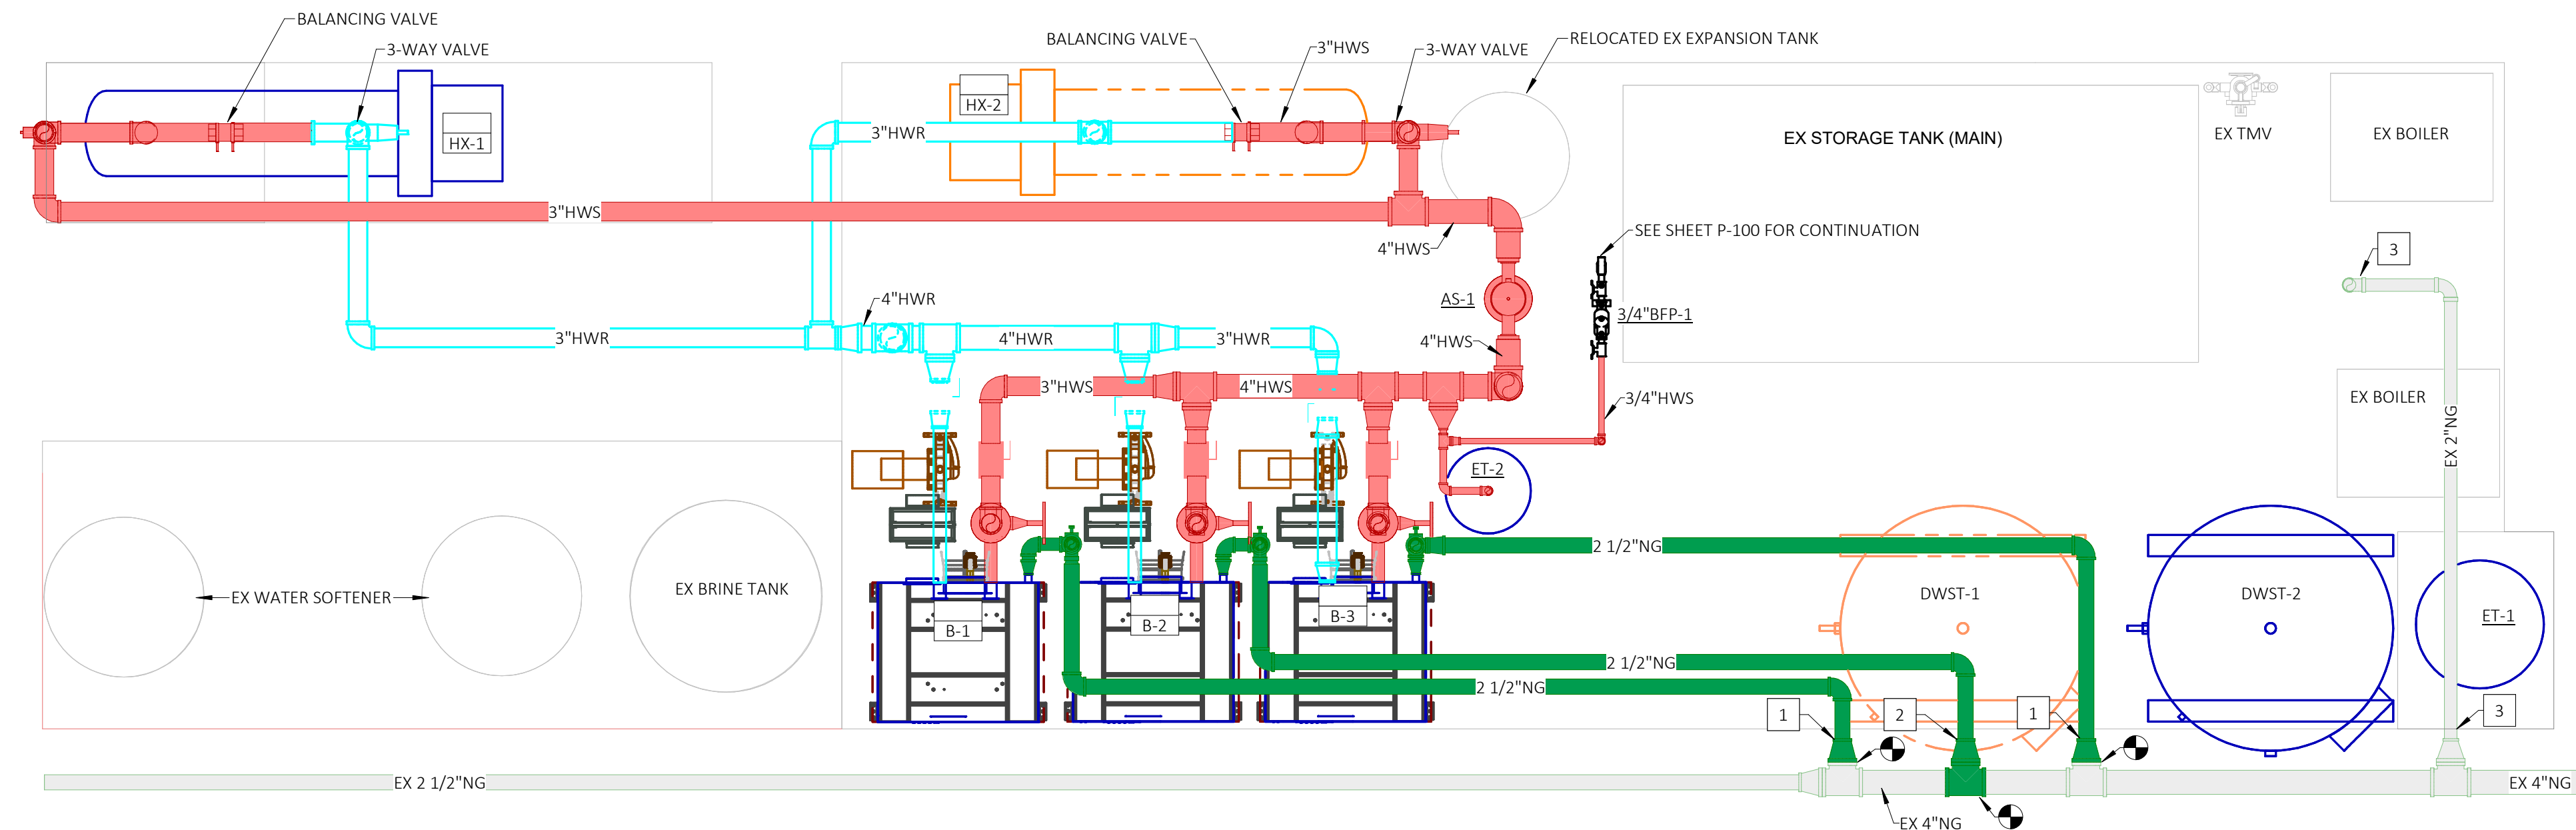 BALANCING VALVE
3-WAY VALVE
HX-1
BALANCING VALVE
3"HWS
3-WAY VALVE
RELOCATED EX EXPANSION TANK
HX-2
3"HWR
EX STORAGE TANK (MAIN)
EX TMV
EX BOILER
3"HWS
4"HWS
SEE SHEET P-100 FOR CONTINUATION
3
4"HWR
AS-1
3/4"BFP-1
3"HWR
4"HWR
3"HWR
4"HWS
3"HWS
4"HWS
3/4"HWS
EX BOILER
EX 2"NG
ET-2
2 1/2"NG
EX WATER SOFTENER
EX BRINE TANK
B-1
B-2
B-3
DWST-1
DWST-2
ET-1
2 1/2"NG
2 1/2"NG
1
2
1
3
EX 2 1/2"NG
EX 4"NG
EX 4"NG